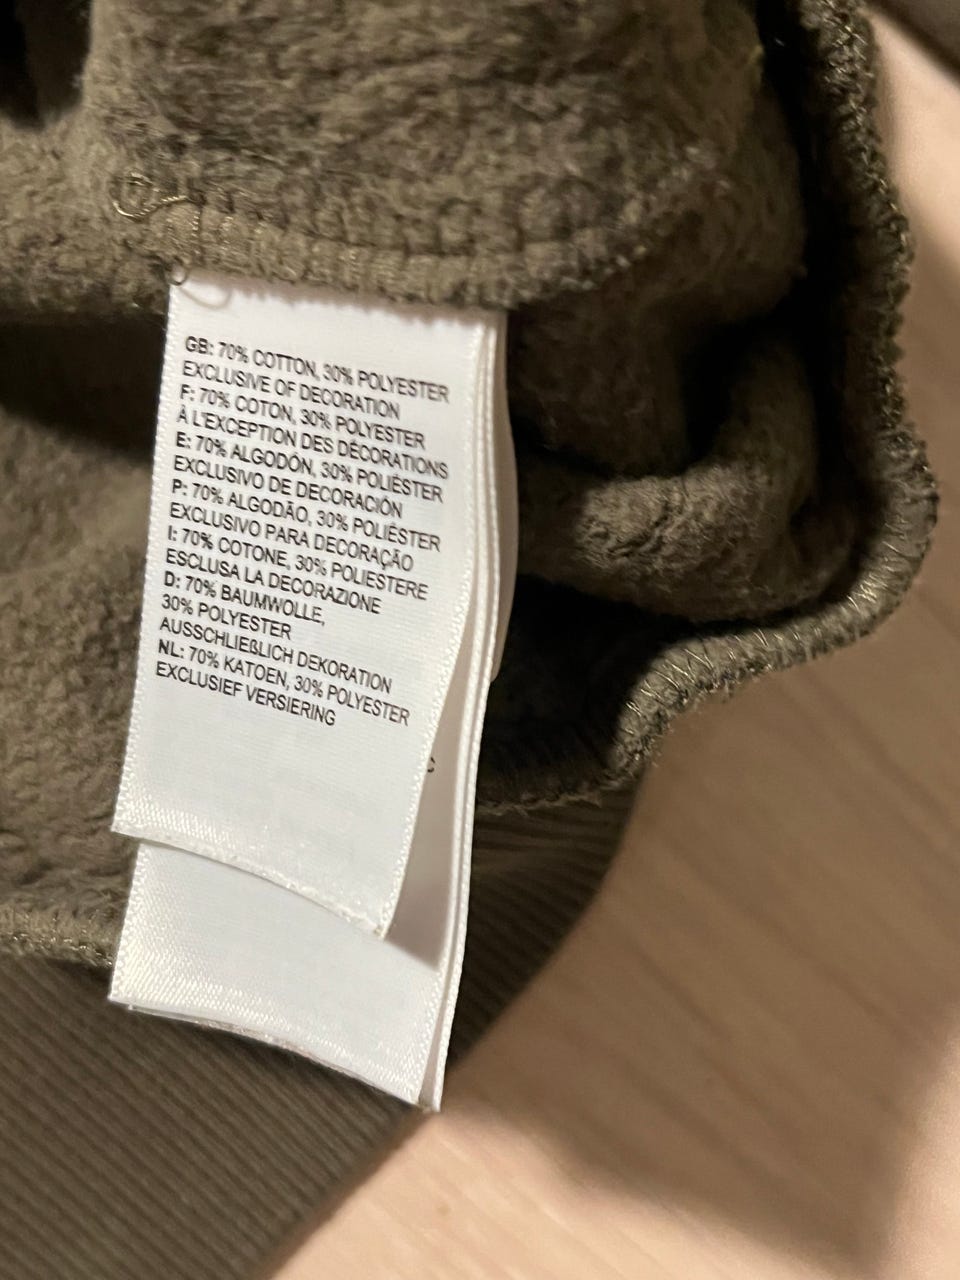 GB: 70% COTTON, 30% POLYESTER
EXCLUSIVE OF DECORATION
F: 70% COTON, 30% POLYESTER
À L'EXCEPTION DES DÉCORATIONS
E: 70% ALGODÓN, 30% POLIÉSTER
EXCLUSIVO DE DECORACIÓN
P: 70% ALGODÃO, 30% POLIÉSTER
EXCLUSIVO PARA DECORAÇÃO
I: 70% COTONE, 30% POLIESTERE
ESCLUSA LA DECORAZIONE
D: 70% BAUMWOLLE,
30% POLYESTER
AUSSCHLIEßLICH DEKORATION
NL: 70% KATOEN, 30% POLYESTER
EXCLUSIEF VERSIERING